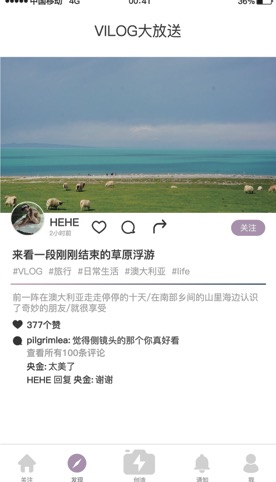 中国移动 4G 00:41 36%
VILOG大放送
HEHE
2小时前
关注
来看一段刚刚结束的草原浮游
#VLOG #旅行 #日常生活 #澳大利亚 #life
前一阵在澳大利亚走走停停的十天/在南部乡间的山里海边认识
了奇妙的朋友/就很享受
377个赞
pilgrimlea: 觉得侧镜头的那个你真好看
查看所有100条评论
央金: 太美了
HEHE 回复 央金: 谢谢
关注 发现 创造 通知 我